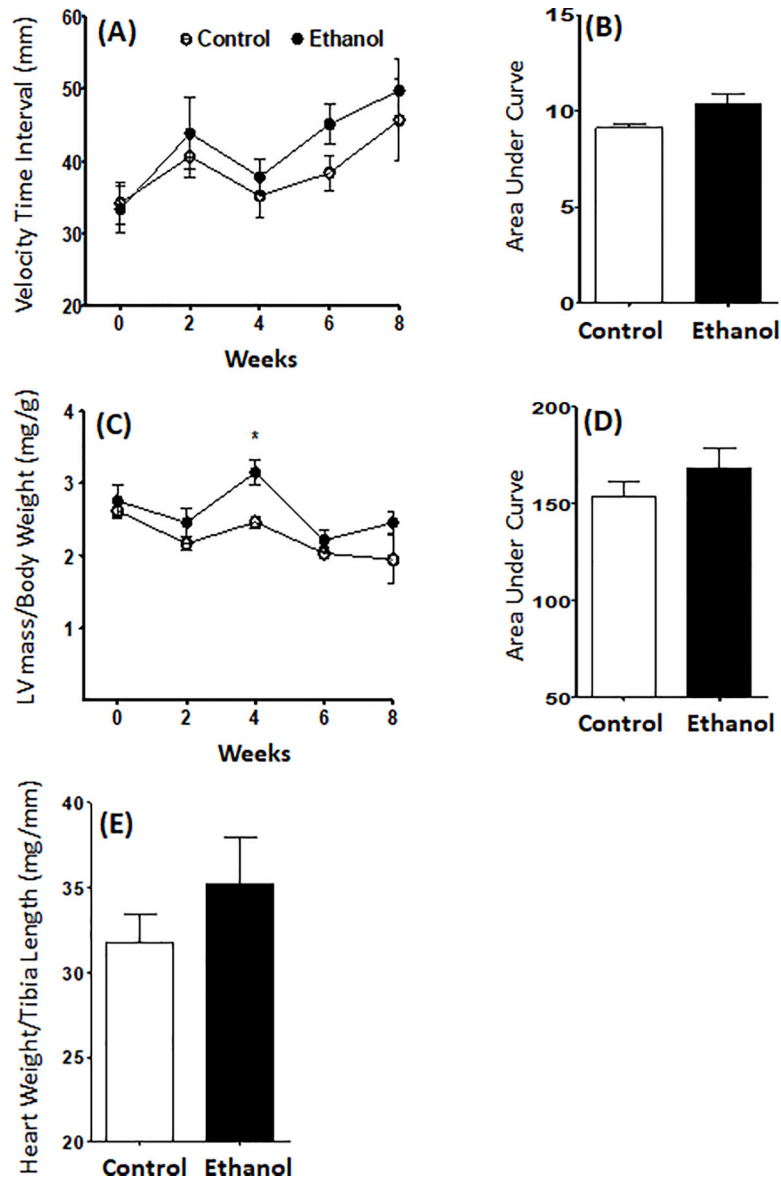 (A)
Control Ethanol
Velocity Time Interval (mm)
60
50
40
30
20
0 2 4 6 8
Weeks
(B)
Area Under Curve
15
10
5
0
Control Ethanol
(C)
*
LV mass/Body Weight (mg/g)
4
3
2
1
0 2 4 6 8
Weeks
(D)
Area Under Curve
200
150
100
50
Control Ethanol
(E)
Heart Weight/Tibia Length (mg/mm)
40
35
30
25
20
Control Ethanol